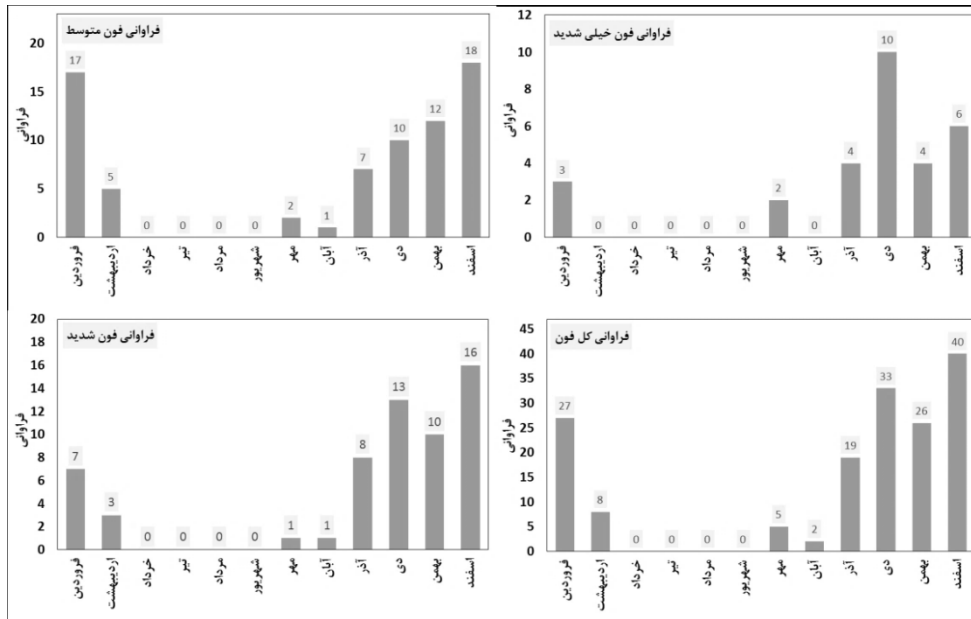 فراوانی فون متوسط
فراوانی
20
15
10
5
0
17
5
0
0
0
0
2
1
7
10
12
18
فروردین
اردیبهشت
خرداد
تیر
مرداد
شهریور
مهر
آبان
آذر
دی
بهمن
اسفند
فراوانی فون خیلی شدید
فراوانی
12
10
8
6
4
2
0
3
0
0
0
0
0
2
0
4
10
4
6
فروردین
اردیبهشت
خرداد
تیر
مرداد
شهریور
مهر
آبان
آذر
دی
بهمن
اسفند
فراوانی فون شدید
فراوانی
20
18
16
14
12
10
8
6
4
2
0
7
3
0
0
0
0
1
1
8
13
10
16
فروردین
اردیبهشت
خرداد
تیر
مرداد
شهریور
مهر
آبان
آذر
دی
بهمن
اسفند
فراوانی کل فون
فراوانی
45
40
35
30
25
20
15
10
5
0
27
8
0
0
0
0
5
2
19
33
26
40
فروردین
اردیبهشت
خرداد
تیر
مرداد
شهریور
مهر
آبان
آذر
دی
بهمن
اسفند